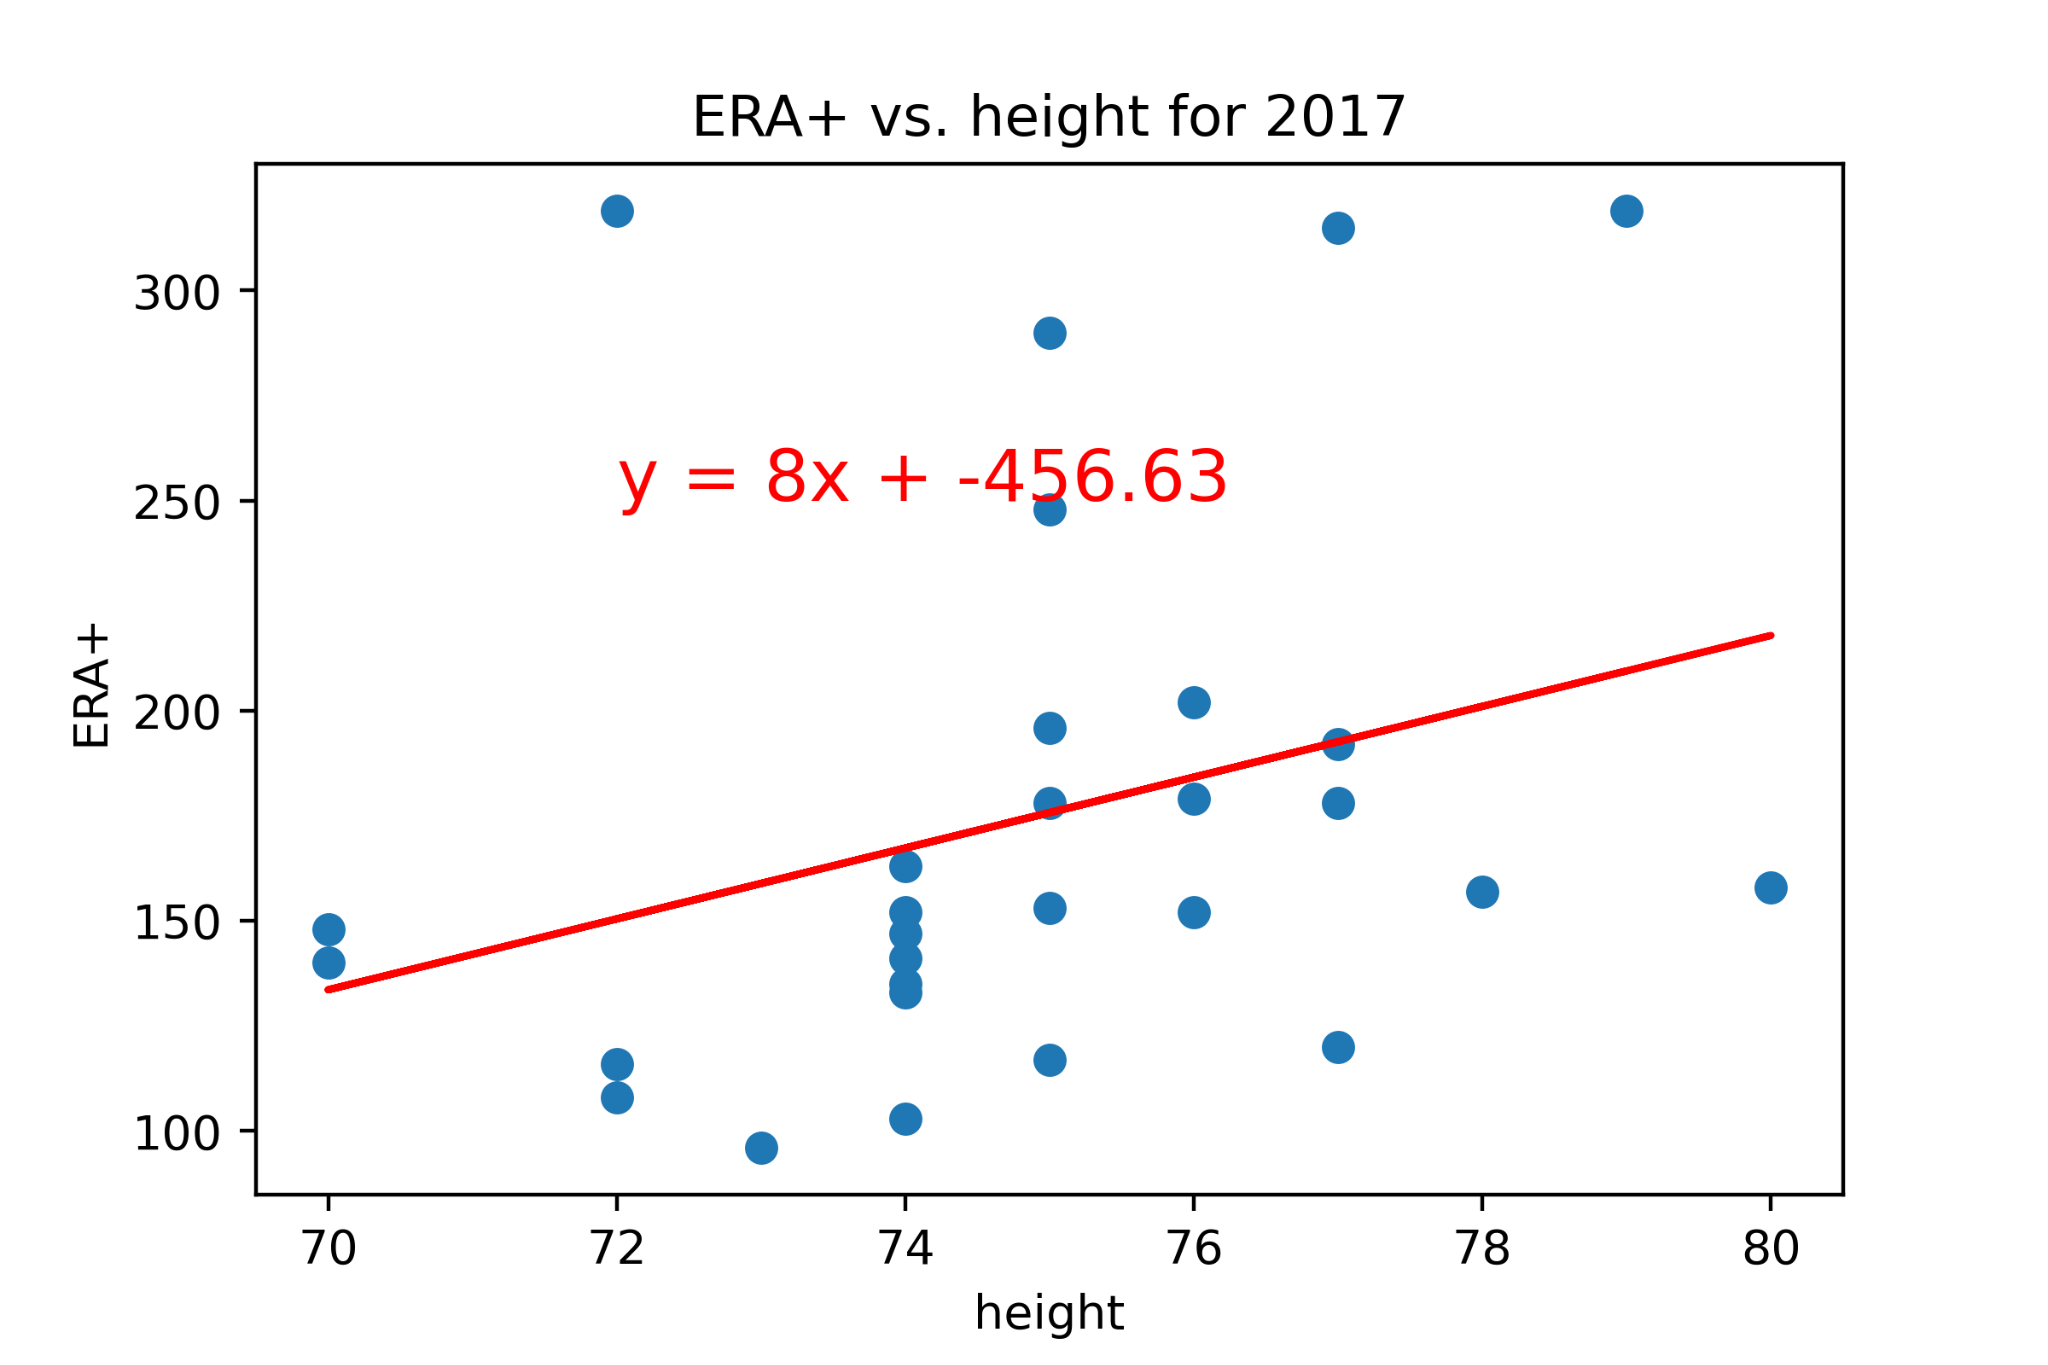 ERA+ vs. height for 2017
300
250
200
150
100
ERA+
y = 8x + -456.63
70 72 74 76 78 80
height